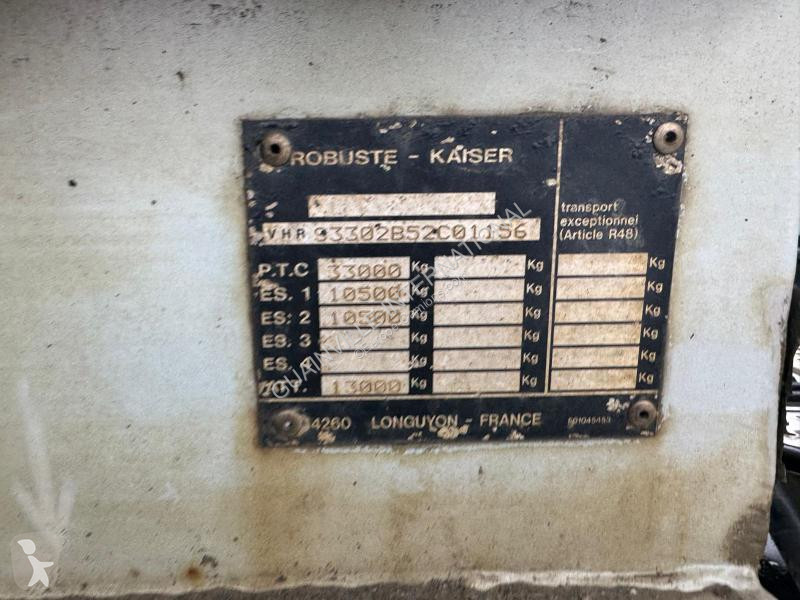 ROBUSTE - KAISER
VHR 93302B52C01156
transport
exceptionnel
(Article R48)
P.T.C 33000 Kg Kg Kg
ES. 1 10500 Kg Kg Kg
ES. 2 10500 Kg Kg Kg
ES. 3 Kg Kg Kg
ES. Kg Kg Kg
13000 Kg Kg Kg
4260 LONGUYON - FRANCE
INTERNATIONAL